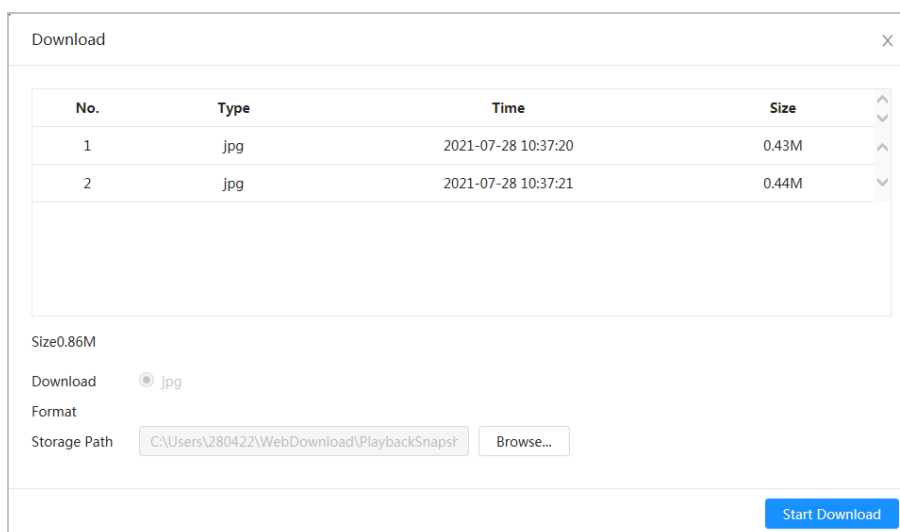 Download
No. Type Time Size
1 jpg 2021-07-28 10:37:20 0.43M
2 jpg 2021-07-28 10:37:21 0.44M
Size0.86M
Download jpg
Format
Storage Path C:\Users\280422\WebDownload\PlaybackSnapsh Browse...
Start Download